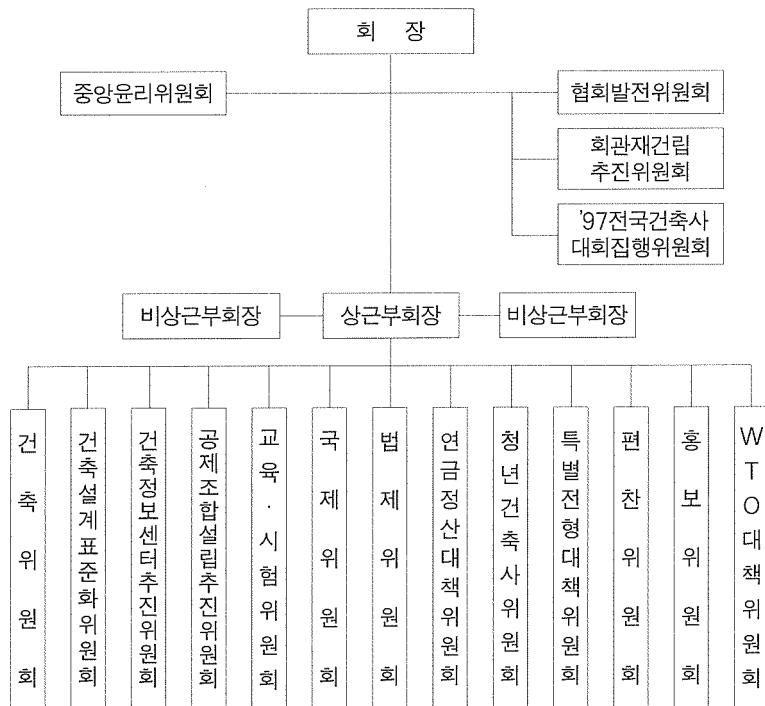 회 장
중앙윤리위원회
협회발전위원회
회관재건립
추진위원회
'97전국건축사
대회집행위원회
비상근부회장
상근부회장
비상근부회장
건축위원회
건축설계표준화위원회
건축정보센터추진위원회
공제조합설립추진위원회
교육·시험위원회
국제위원회
법제위원회
연금정산대책위원회
청년건축사위원회
특별전형대책위원회
편찬위원회
홍보위원회
WTO대책위원회